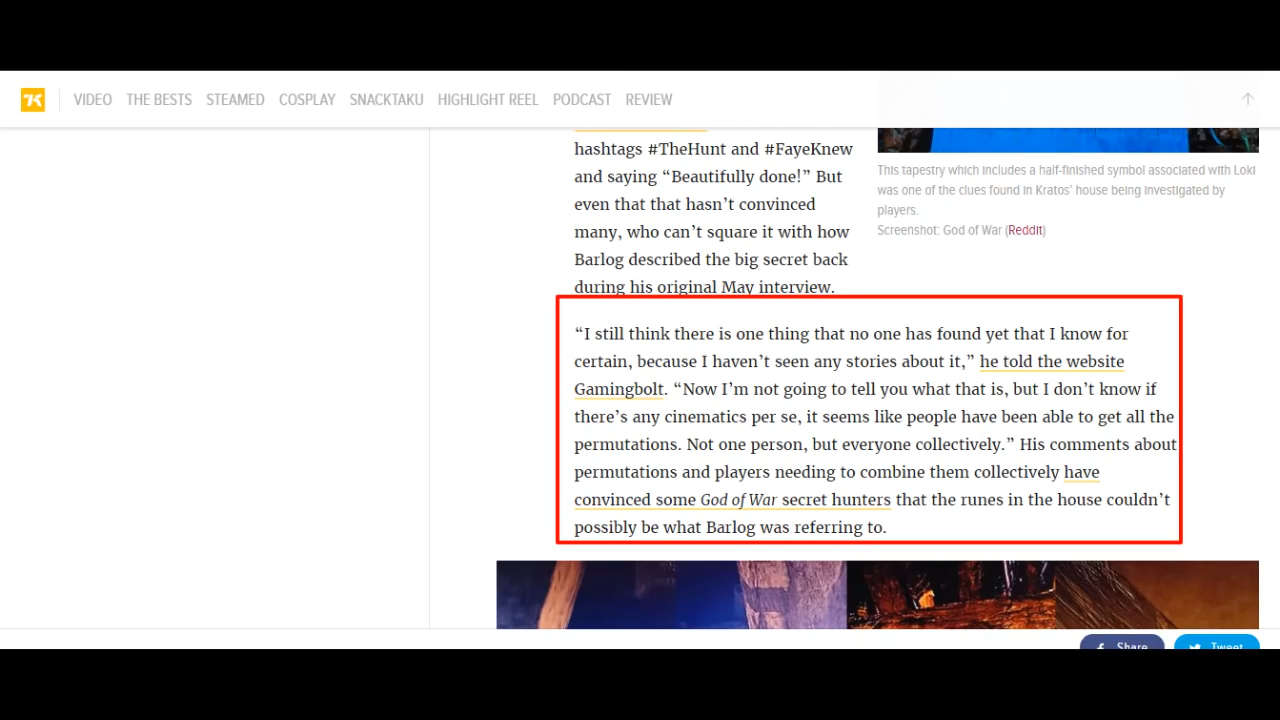 VIDEO THE BESTS STEAMED COSPLAY SNACKTAKU HIGHLIGHT REEL PODCAST REVIEW
hashtags #TheHunt and #FayeKnew
and saying “Beautifully done!” But
even that that hasn’t convinced
many, who can’t square it with how
Barlog described the big secret back
during his original May interview.
This tapestry which includes a half-finished symbol associated with Loki
was one of the clues found in Kratos’ house being investigated by
players.
Screenshot: God of War (Reddit)
“I still think there is one thing that no one has found yet that I know for
certain, because I haven’t seen any stories about it,” he told the website
Gamingbolt. “Now I’m not going to tell you what that is, but I don’t know if
there’s any cinematics per se, it seems like people have been able to get all the
permutations. Not one person, but everyone collectively.” His comments about
permutations and players needing to combine them collectively have
convinced some God of War secret hunters that the runes in the house couldn’t
possibly be what Barlog was referring to.
Share
Tweet